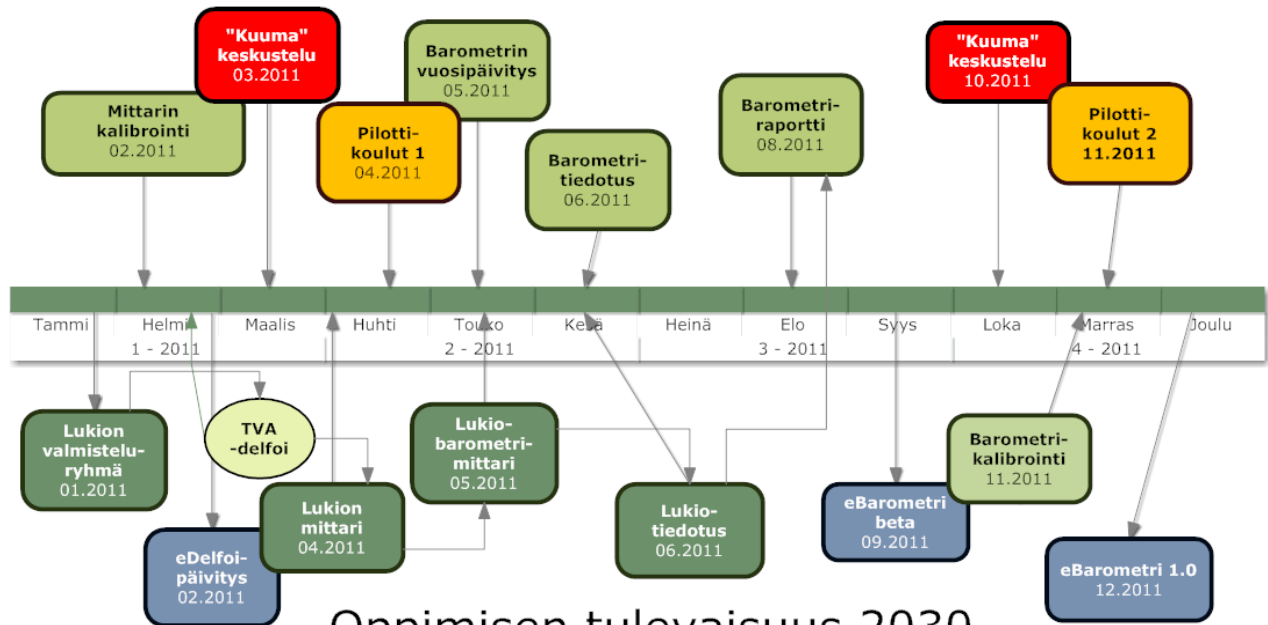 "Kuuma"
keskustelu
03.2011
Barometrin
vuosipäivitys
05.2011
"Kuuma"
keskustelu
10.2011
Mittarin
kalibrointi
02.2011
Pilotti-
koulut 1
04.2011
Barometri-
tiedotus
06.2011
Barometri-
raportti
08.2011
Pilotti-
koulut 2
11.2011
Tammi Helmi Maalis Huhti Touko Kesä Heinä Elo Syys Loka Marras Joulu
1 - 2011 2 - 2011 3 - 2011 4 - 2011
Lukion
valmistelu-
ryhmä
01.2011
TVA
-delfoi
Lukio-
barometri-
mittari
05.2011
Barometri-
kalibrointi
11.2011
Lukion
mittari
04.2011
Lukio-
tiedotus
06.2011
eBarometri
beta
09.2011
eDelfoi-
päivitys
02.2011
eBarometri 1.0
12.2011
Oppimisen tulevaisuus 2030